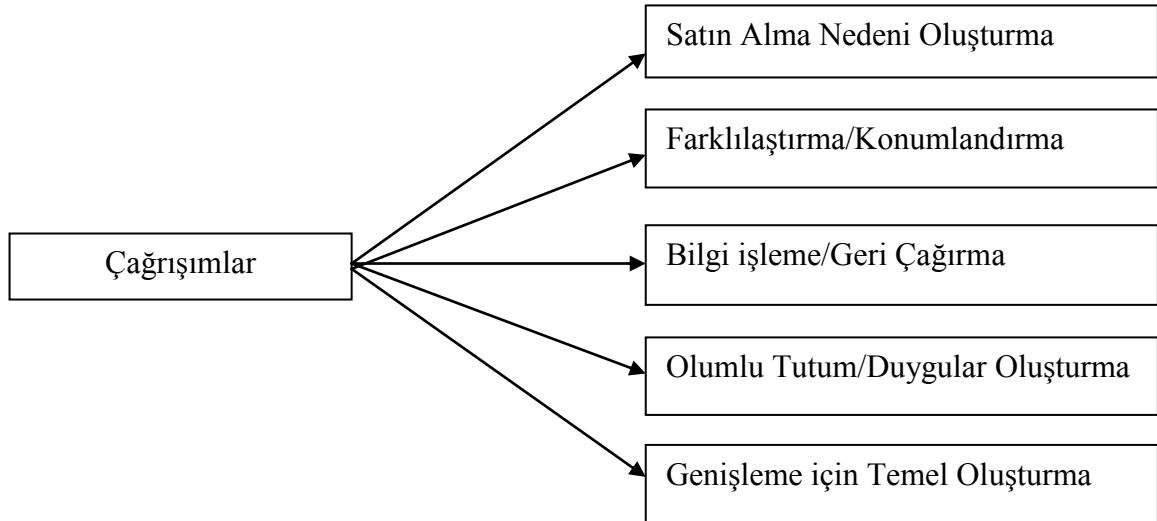 Satın Alma Nedeni Oluşturma
Farklılaştırma/Konumlandırma
Çağrışımlar
Bilgi işleme/Geri Çağırma
Olumlu Tutum/Duygular Oluşturma
Genişleme için Temel Oluşturma